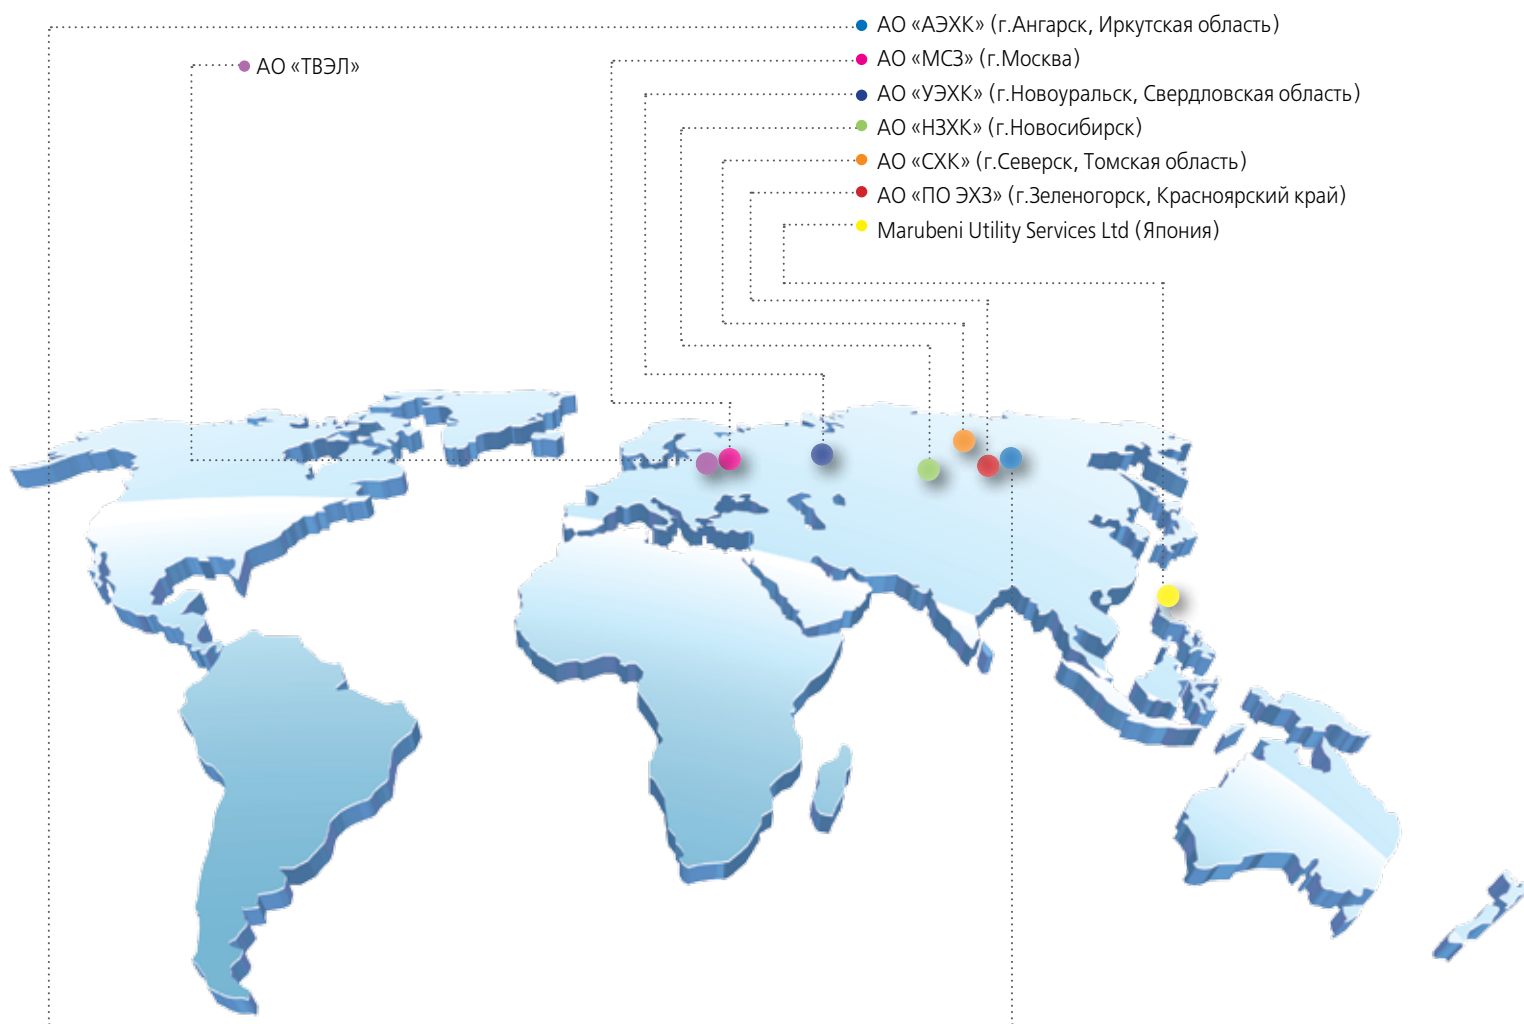 АО «ТВЭЛ»
АО «АЭХК» (г.Ангарск, Иркутская область)
АО «МСЗ» (г.Москва)
АО «УЭХК» (г.Новоуральск, Свердловская область)
АО «НЗХК» (г.Новосибирск)
АО «СХК» (г.Северск, Томская область)
АО «ПО ЭХЗ» (г.Зеленогорск, Красноярский край)
Marubeni Utility Services Ltd (Япония)